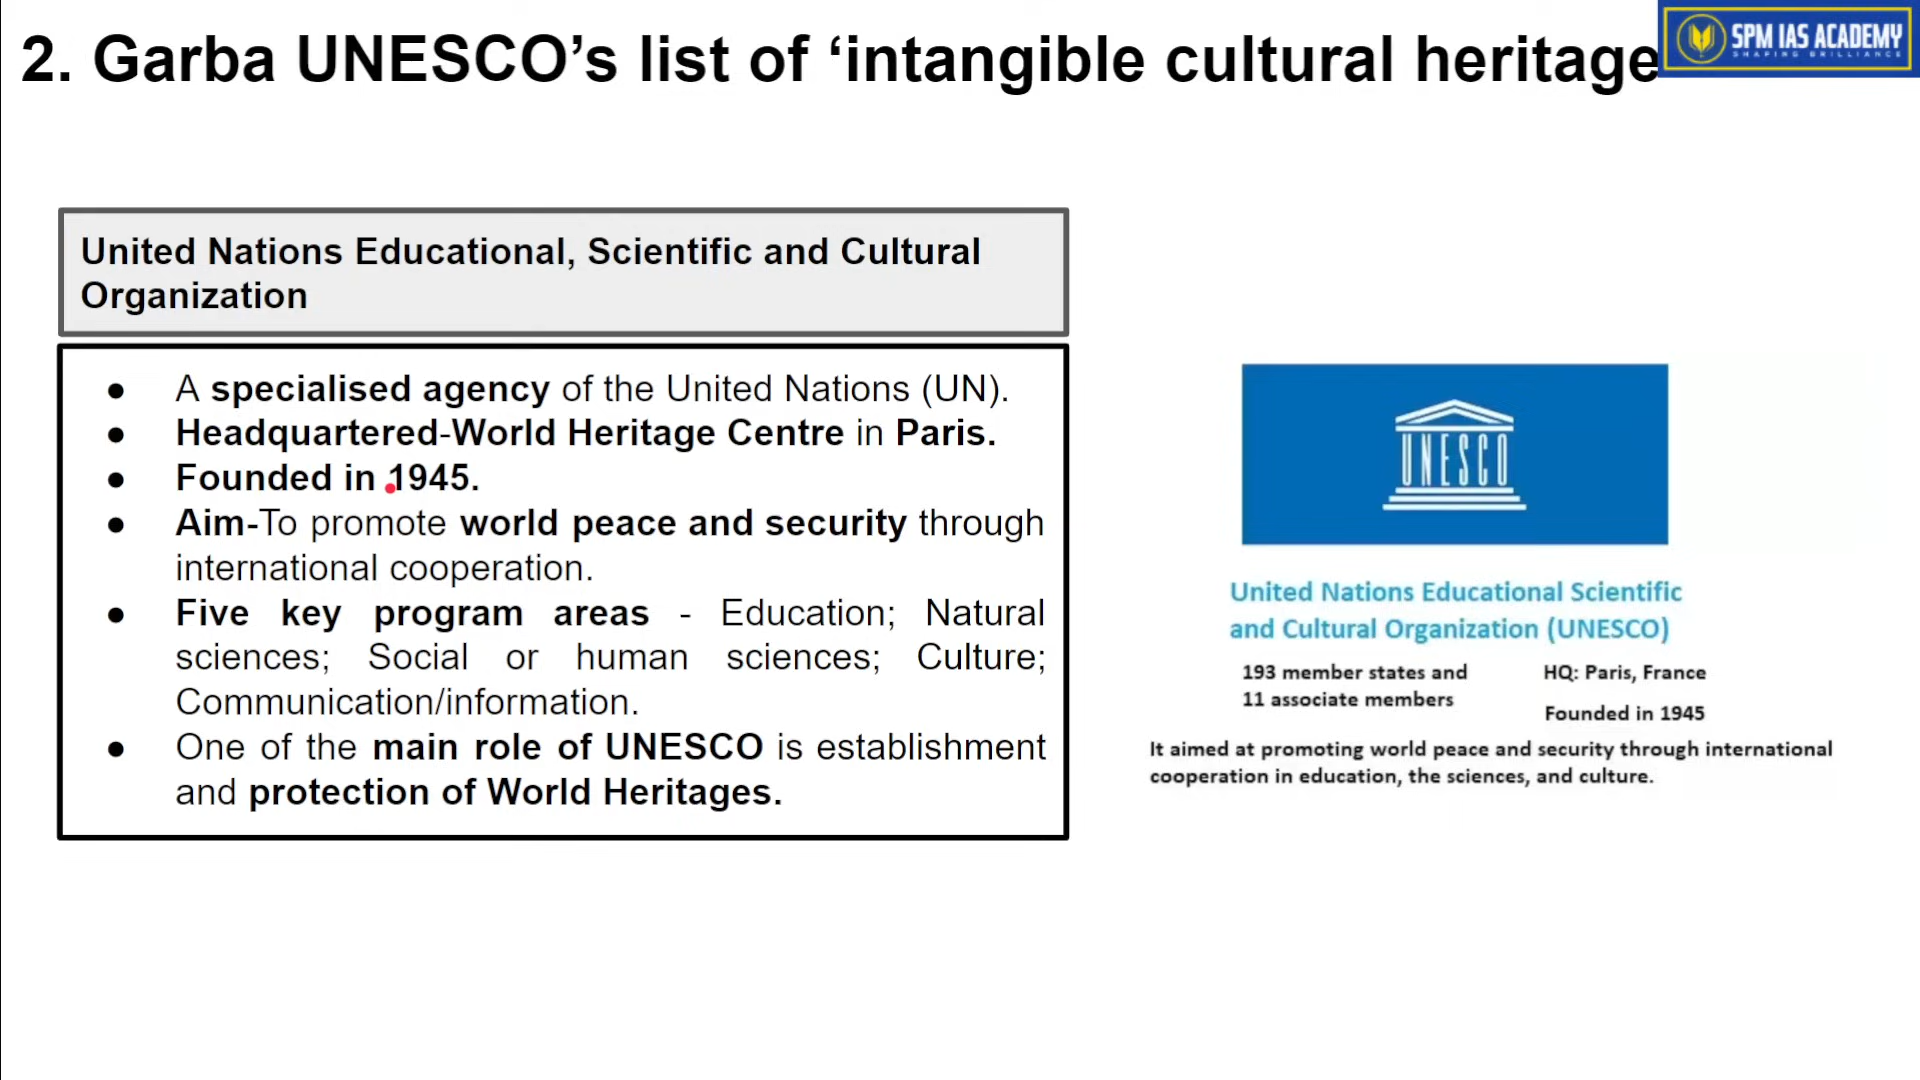 2. Garba UNESCO’s list of ‘intangible cultural heritage
SPM IAS ACADEMY
SHAPING BRILLIANCE
United Nations Educational, Scientific and Cultural
Organization
● A specialised agency of the United Nations (UN).
● Headquartered-World Heritage Centre in Paris.
● Founded in 1945.
● Aim-To promote world peace and security through
international cooperation.
● Five key program areas - Education; Natural
sciences; Social or human sciences; Culture;
Communication/information.
● One of the main role of UNESCO is establishment
and protection of World Heritages.
UNESCO
United Nations Educational Scientific
and Cultural Organization (UNESCO)
193 member states and
11 associate members
HQ: Paris, France
Founded in 1945
It aimed at promoting world peace and security through international
cooperation in education, the sciences, and culture.